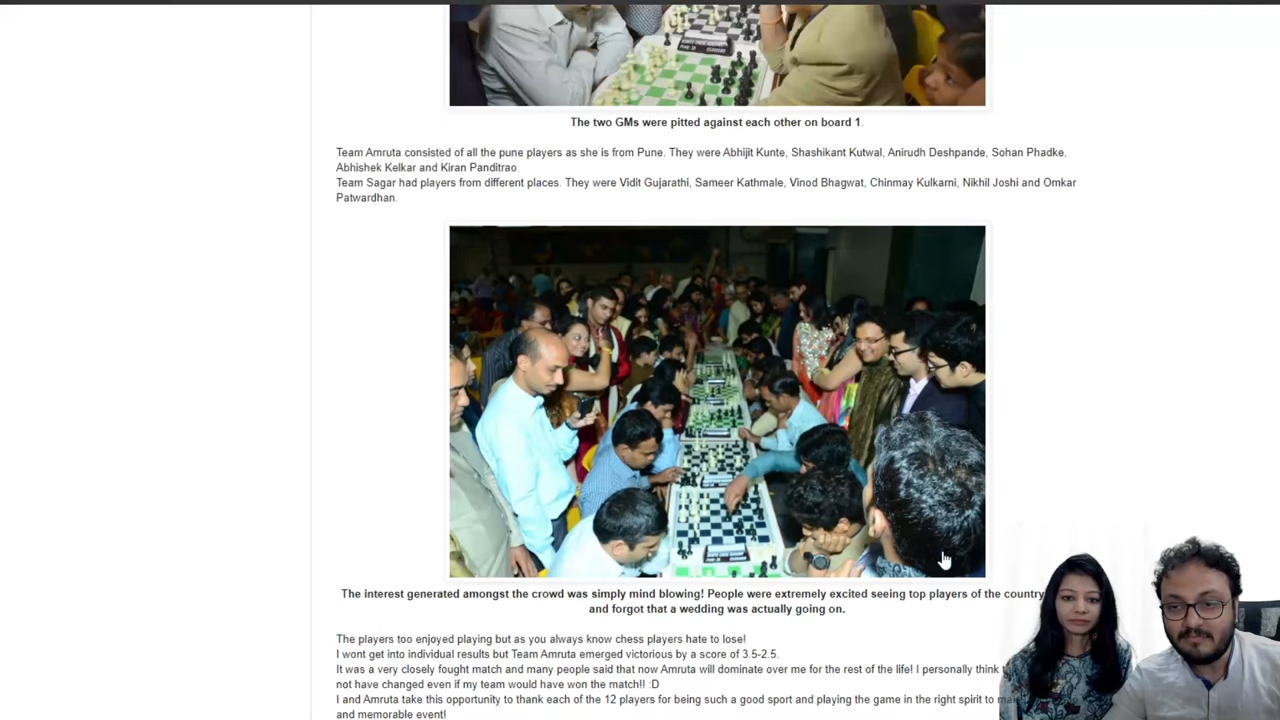 The two GMs were pitted against each other on board 1.
Team Amruta consisted of all the pune players as she is from Pune. They were Abhijit Kunte, Shashikant Kutwal, Anirudh Deshpande, Sohan Phadke,
Abhishek Kelkar and Kiran Panditrao.
Team Sagar had players from different places. They were Vidit Gujarathi, Sameer Kathmale, Vinod Bhagwat, Chinmay Kulkarni, Nikhil Joshi and Omkar
Patwardhan.
The interest generated amongst the crowd was simply mind blowing! People were extremely excited seeing top players of the country
and forgot that a wedding was actually going on.
The players too enjoyed playing but as you always know chess players hate to lose!
I wont get into individual results but Team Amruta emerged victorious by a score of 3.5-2.5.
It was a very closely fought match and many people said that now Amruta will dominate over me for the rest of the life! I personally think
not have changed even if my team would have won the match!! :D
I and Amruta take this opportunity to thank each of the 12 players for being such a good sport and playing the game in the right spirit to
and memorable event!